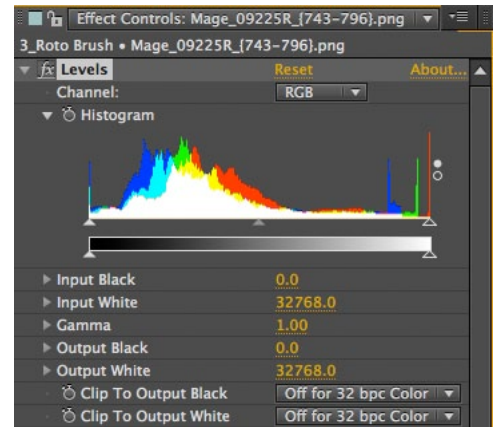 Effect Controls: Mage_09225R_{743-796}.png
3_Roto Brush • Mage_09225R_{743-796}.png
fx Levels Reset About...
Channel: RGB
Histogram
Input Black 0.0
Input White 32768.0
Gamma 1.00
Output Black 0.0
Output White 32768.0
Clip To Output Black Off for 32 bpc Color
Clip To Output White Off for 32 bpc Color